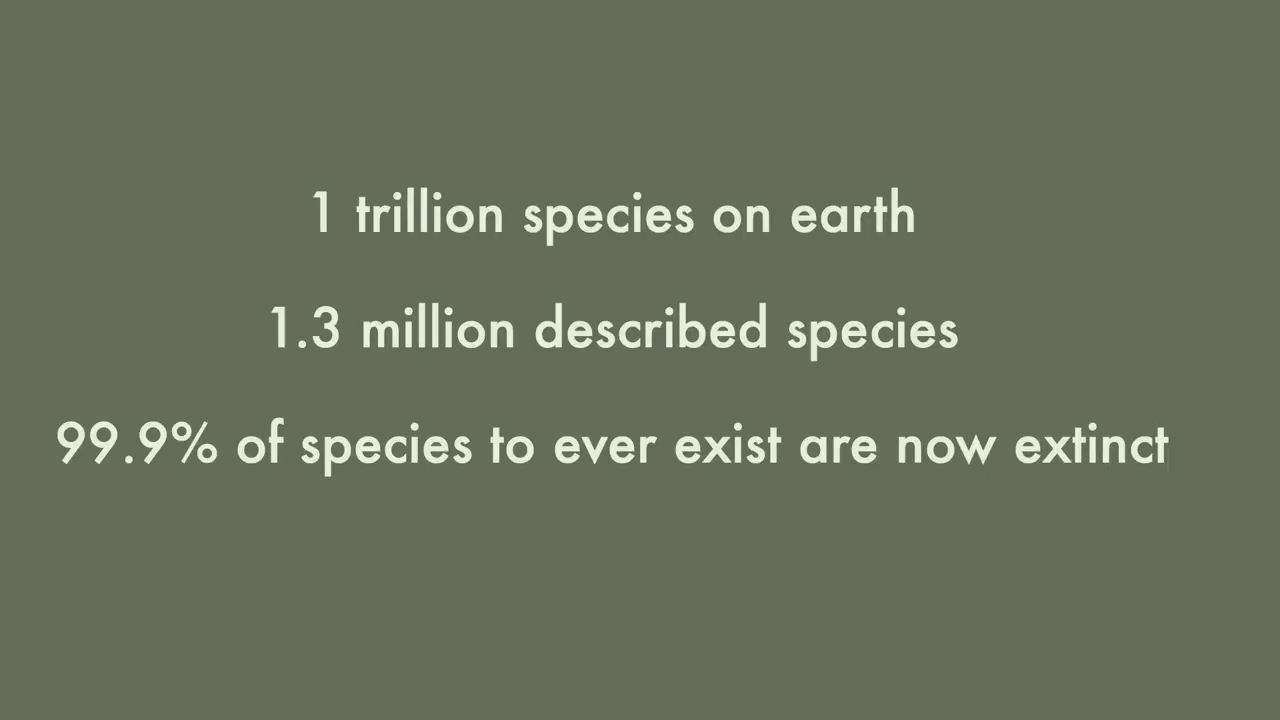 1 trillion species on earth
1.3 million described species
99.9% of species to ever exist are now extinct